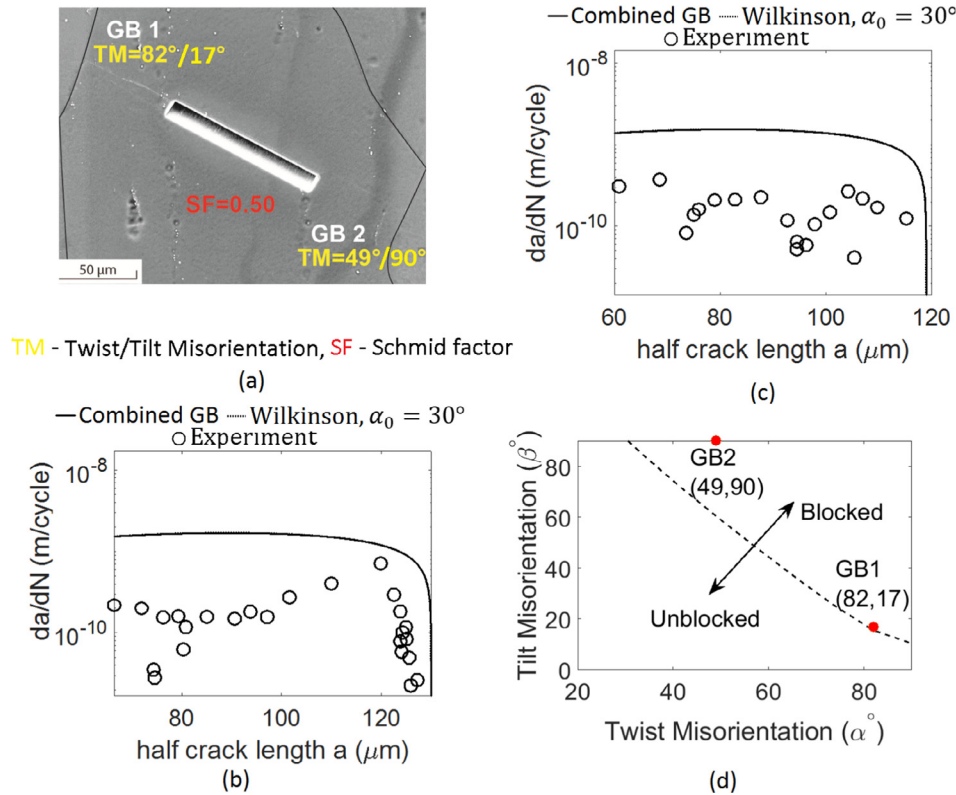 GB 1
TM=82°/17°
SF=0.50
GB 2
TM=49°/90°
50 μm
TM - Twist/Tilt Misorientation, SF - Schmid factor
(a)
Combined GB Wilkinson, α₀ = 30°
Experiment
10⁻⁸
10⁻¹⁰
da/dN (m/cycle)
80 100 120
half crack length a (μm)
(b)
Combined GB Wilkinson, α₀ = 30°
Experiment
10⁻⁸
10⁻¹⁰
da/dN (m/cycle)
60 80 100 120
half crack length a (μm)
(c)
Tilt Misorientation (β°)
80
60
40
20
0
GB2
(49,90)
Blocked
GB1
(82,17)
Unblocked
20 40 60 80
Twist Misorientation (α°)
(d)